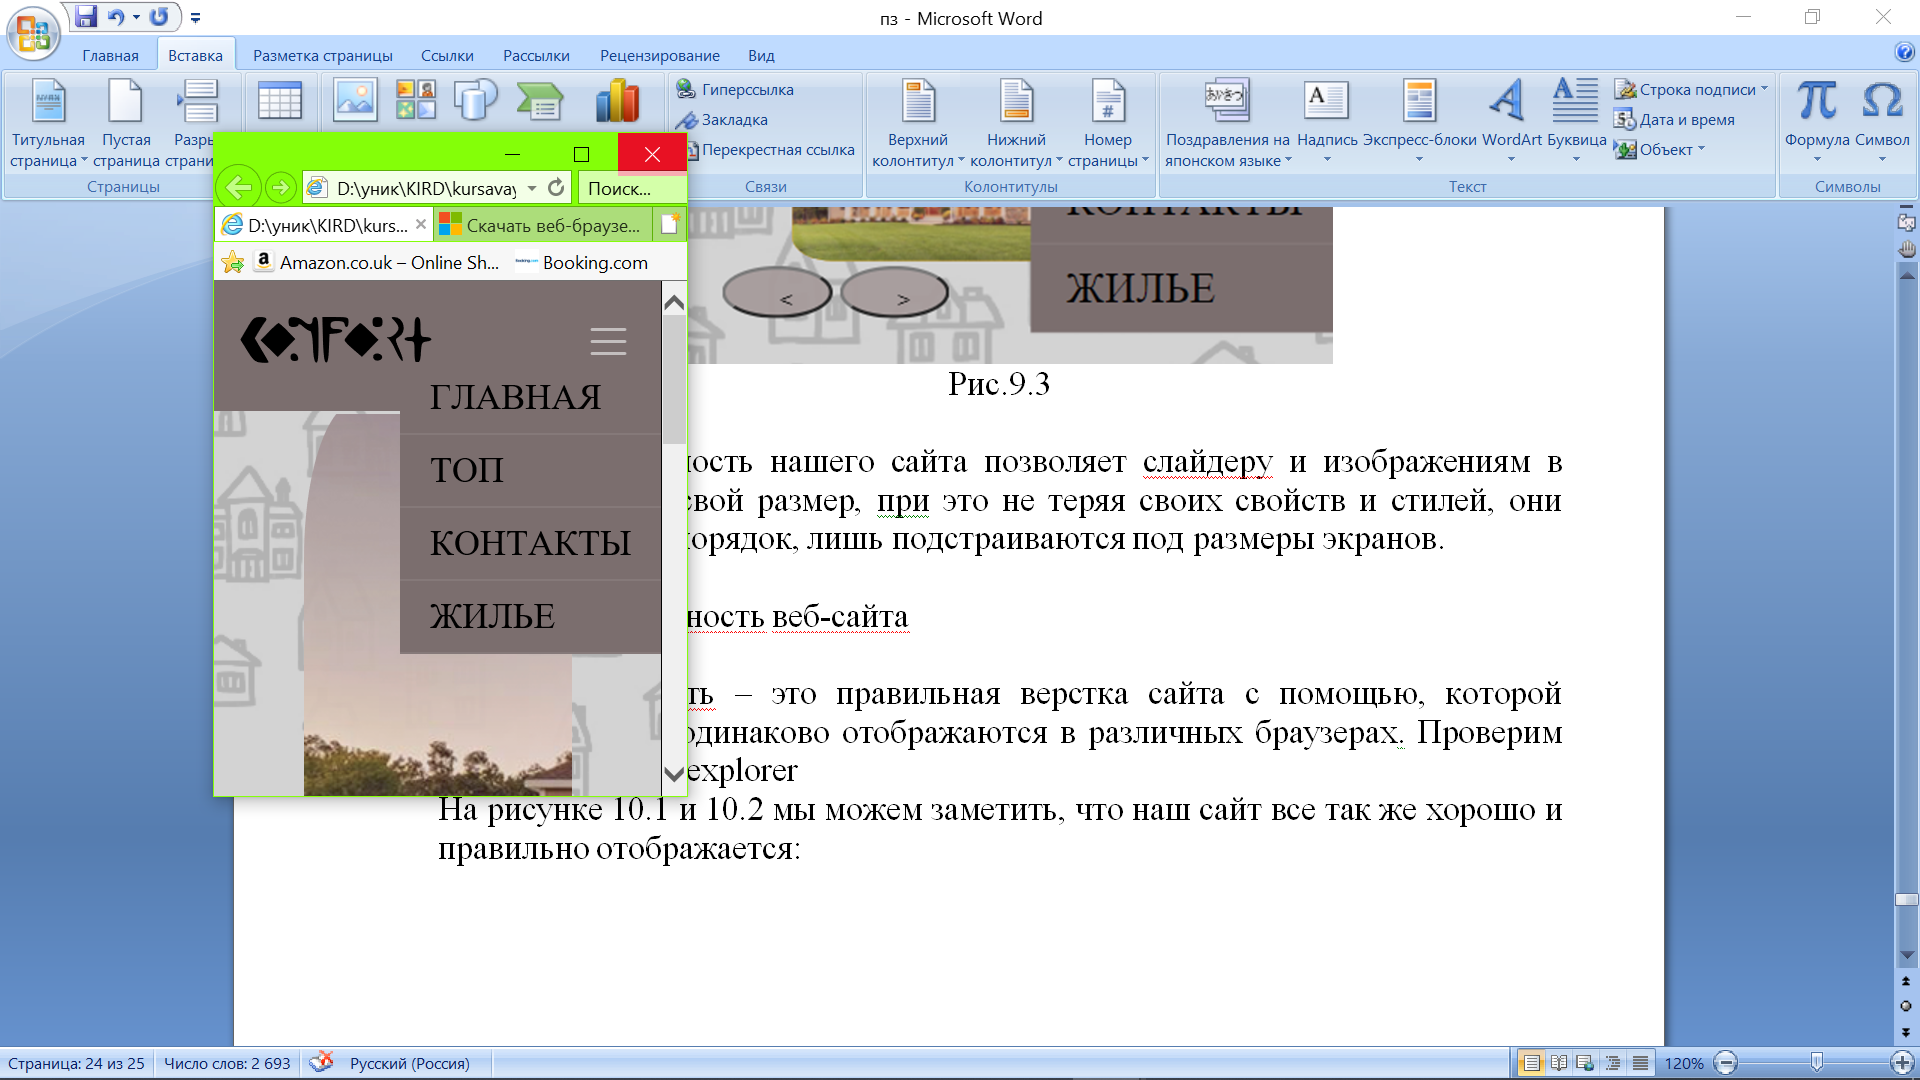 пз - Microsoft Word
Главная
Вставка
Разметка страницы
Ссылки
Рассылки
Рецензирование
Вид
Титульная страница
Пустая страница
Разры
страни
Страницы
Гиперссылка
Закладка
Перекрестная ссылка
Связи
Верхний колонтитул
Нижний колонтитул
Номер страницы
Колонтитулы
Поздравления на японском языке
Надпись
Экспресс-блоки
WordArt
Буквица
Строка подписи
Дата и время
Объект
Текст
Формула
Символ
Символы
D:\уник\KIRD\kursavay
Поиск...
D:\уник\KIRD\kurs...
Скачать веб-браузе...
Amazon.co.uk – Online Sh...
Booking.com
КОМFОRТ
ГЛАВНАЯ
ТОП
КОНТАКТЫ
ЖИЛЬЕ
КОНТАКТЫ
ЖИЛЬЕ
< >
Рис.9.3
ность нашего сайта позволяет слайдеру и изображениям в
свой размер, при это не теряя своих свойств и стилей, они
порядок, лишь подстраиваются под размеры экранов.
ность веб-сайта
ть – это правильная верстка сайта с помощью, которой
одинаково отображаются в различных браузерах. Проверим
explorer
На рисунке 10.1 и 10.2 мы можем заметить, что наш сайт все так же хорошо и
правильно отображается:
Страница: 24 из 25
Число слов: 2 693
Русский (Россия)
120%